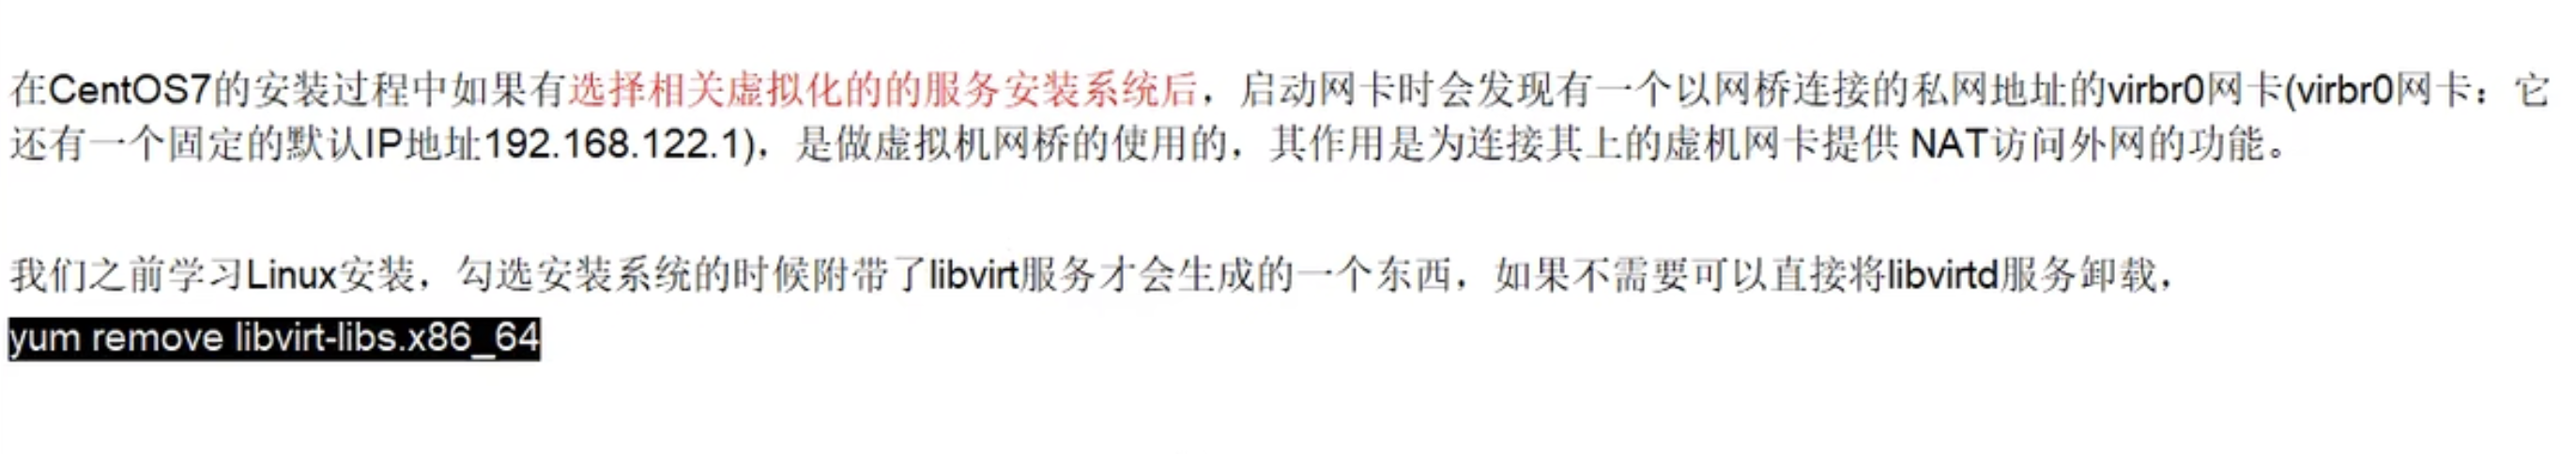 在CentOS7的安装过程中如果有选择相关虚拟化的的服务安装系统后，启动网卡时会发现有一个以网桥连接的私网地址的virbr0网卡(virbr0网卡：它
还有一个固定的默认IP地址192.168.122.1)，是做虚拟机网桥的使用的，其作用是为连接其上的虚机网卡提供 NAT访问外网的功能。
我们之前学习Linux安装，勾选安装系统的时候附带了libvirt服务才会生成的一个东西，如果不需要可以直接将libvirtd服务卸载，
yum remove libvirt-libs.x86_64